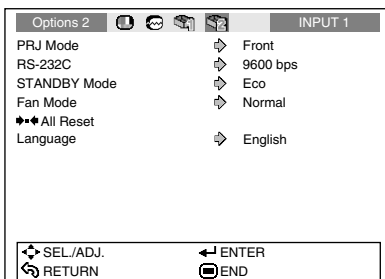 Options 2 INPUT 1
PRJ Mode Front
RS-232C 9600 bps
STANDBY Mode Eco
Fan Mode Normal
All Reset
Language English
SEL./ADJ. ENTER
RETURN END